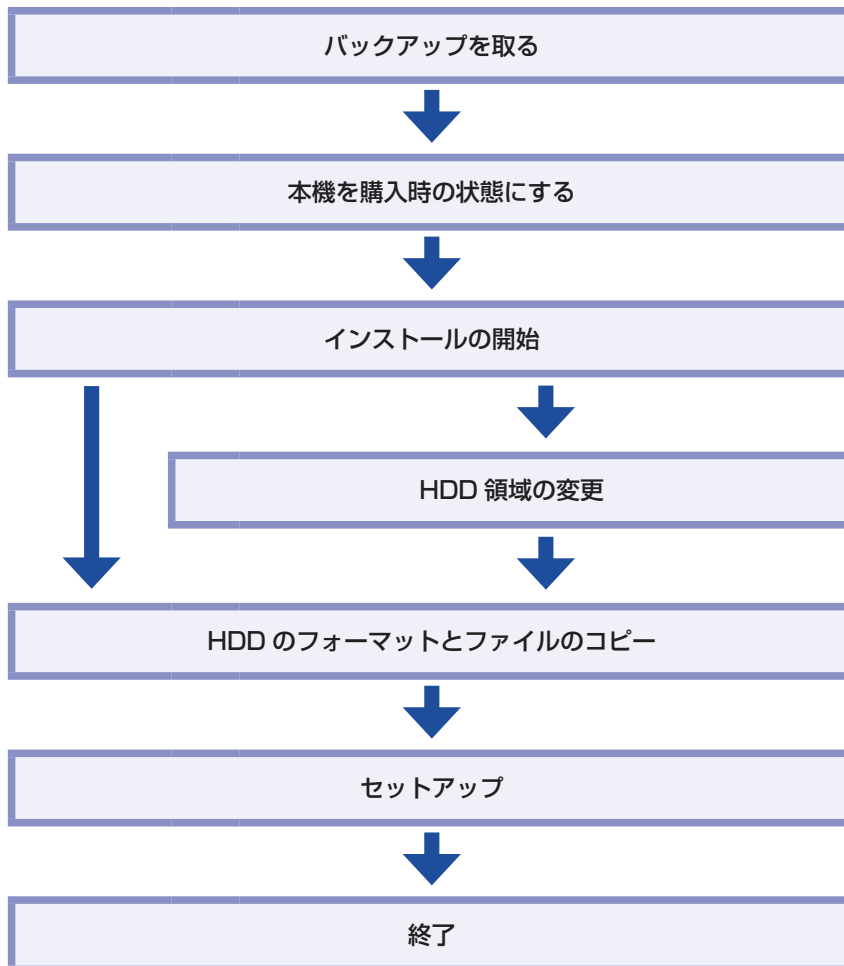 バックアップを取る
本機を購入時の状態にする
インストールの開始
HDD 領域の変更
HDD のフォーマットとファイルのコピー
セットアップ
終了